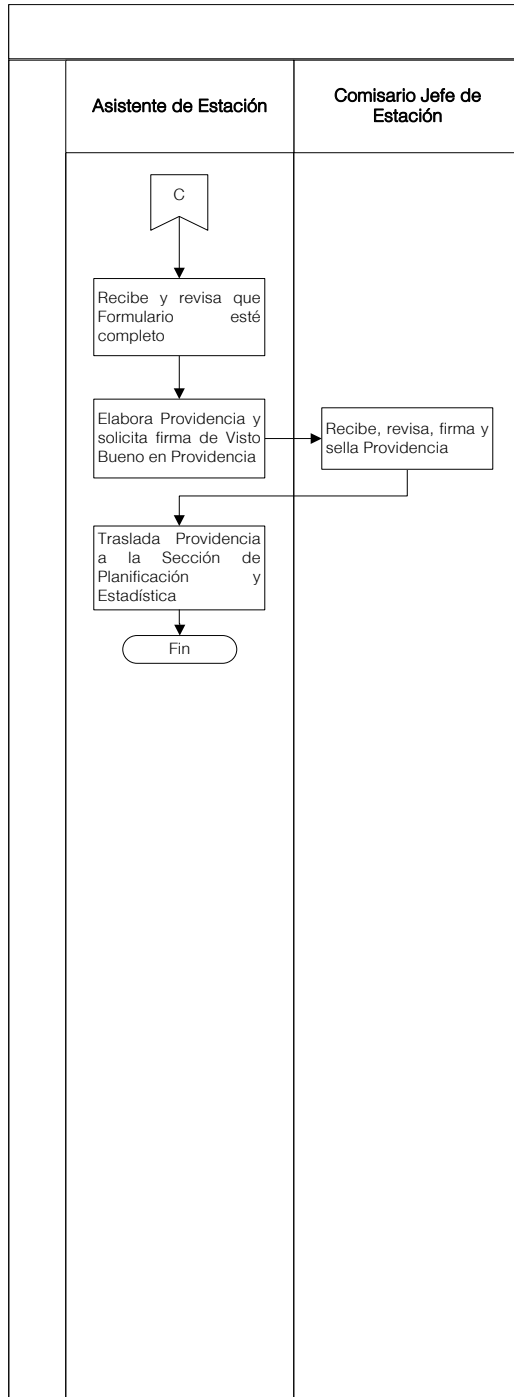 Asistente de Estación
Comisario Jefe de
Estación
C
Recibe y revisa que
Formulario esté
completo
Elabora Providencia y
solicita firma de Visto
Bueno en Providencia
Recibe, revisa, firma y
sella Providencia
Traslada Providencia
a la Sección de
Planificación y
Estadística
Fin